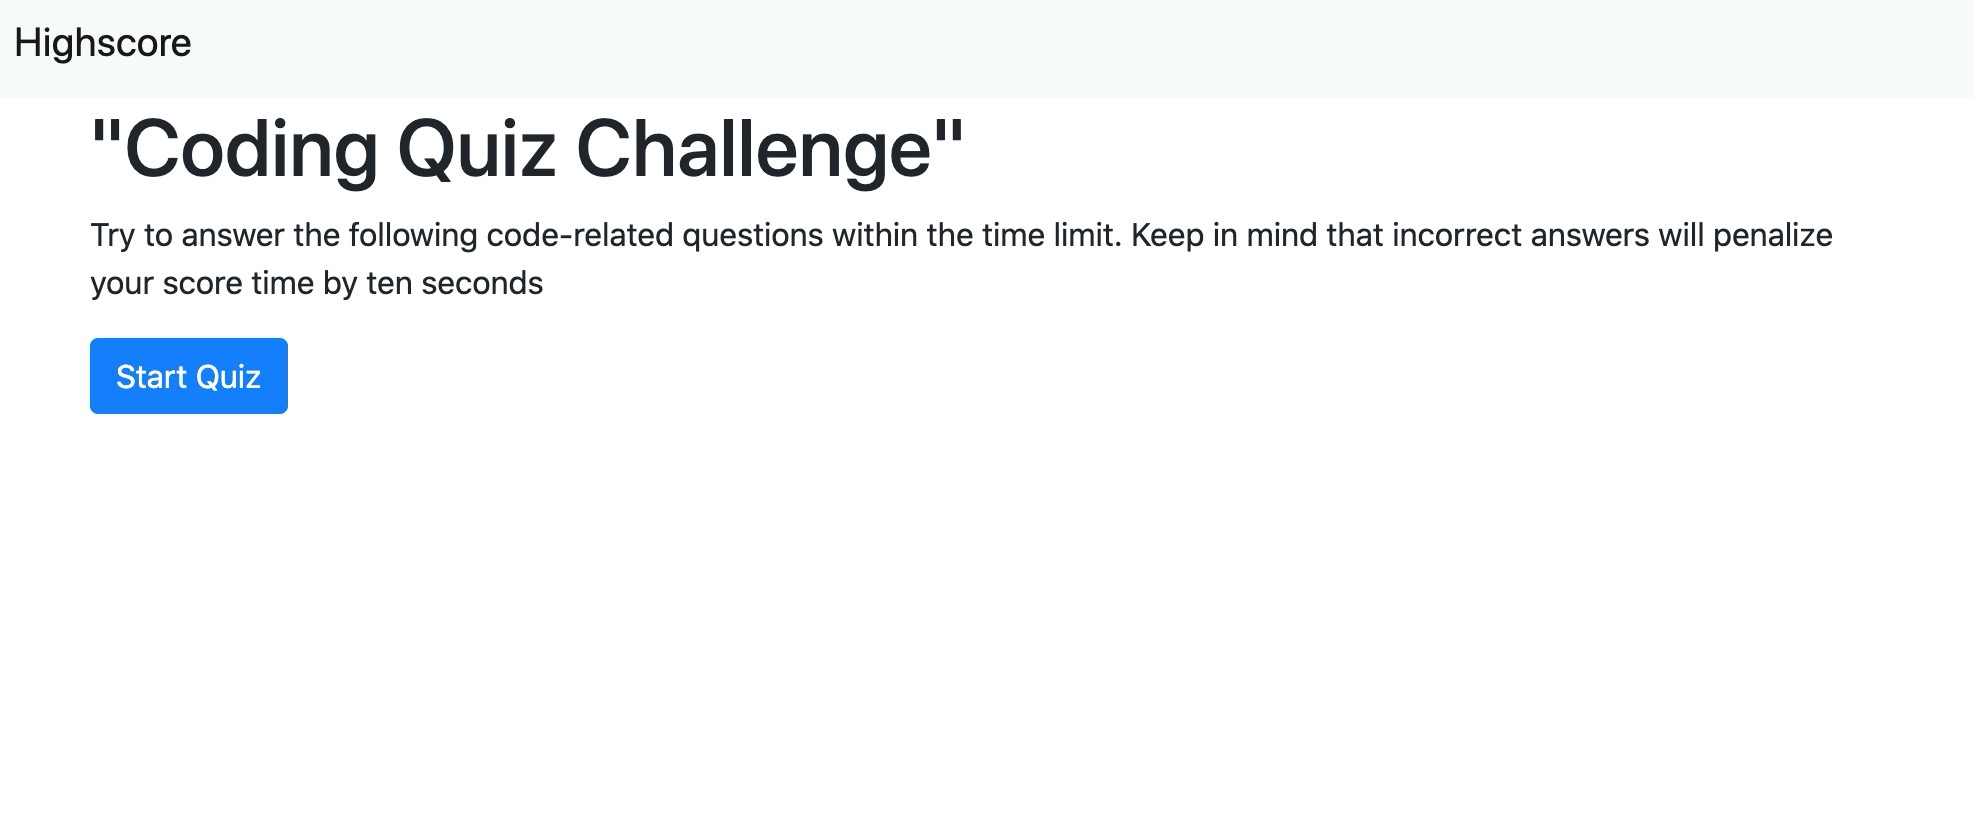 Highscore
"Coding Quiz Challenge"
Try to answer the following code-related questions within the time limit. Keep in mind that incorrect answers will penalize
your score time by ten seconds
Start Quiz